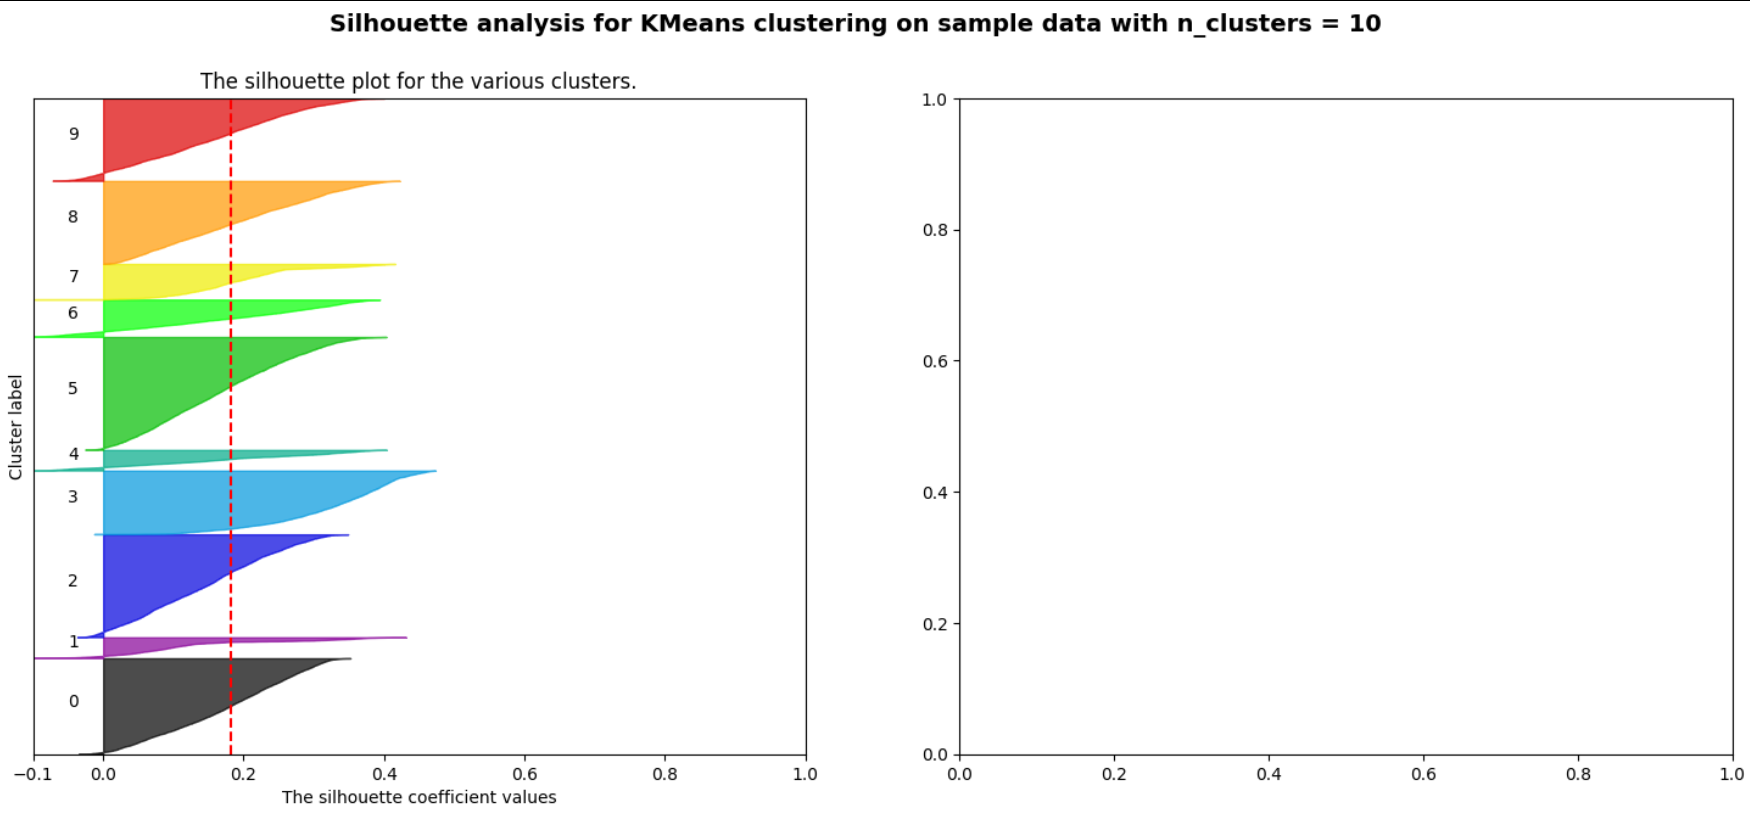 Silhouette analysis for KMeans clustering on sample data with n_clusters = 10
The silhouette plot for the various clusters.
Cluster label
9
8
7
6
5
4
3
2
1
0
−0.1 0.0 0.2 0.4 0.6 0.8 1.0
The silhouette coefficient values
1.0
0.8
0.6
0.4
0.2
0.0
0.0 0.2 0.4 0.6 0.8 1.0